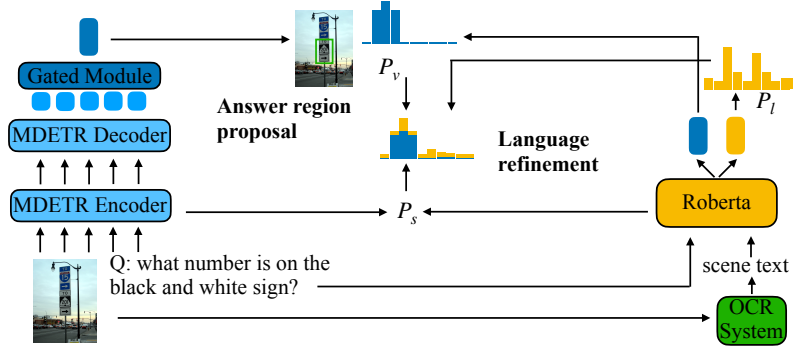 Gated Module
MDETR Decoder
MDETR Encoder
Answer region
proposal
P_v
P_l
Language
refinement
P_s
Roberta
Q: what number is on the
black and white sign?
scene text
OCR
System